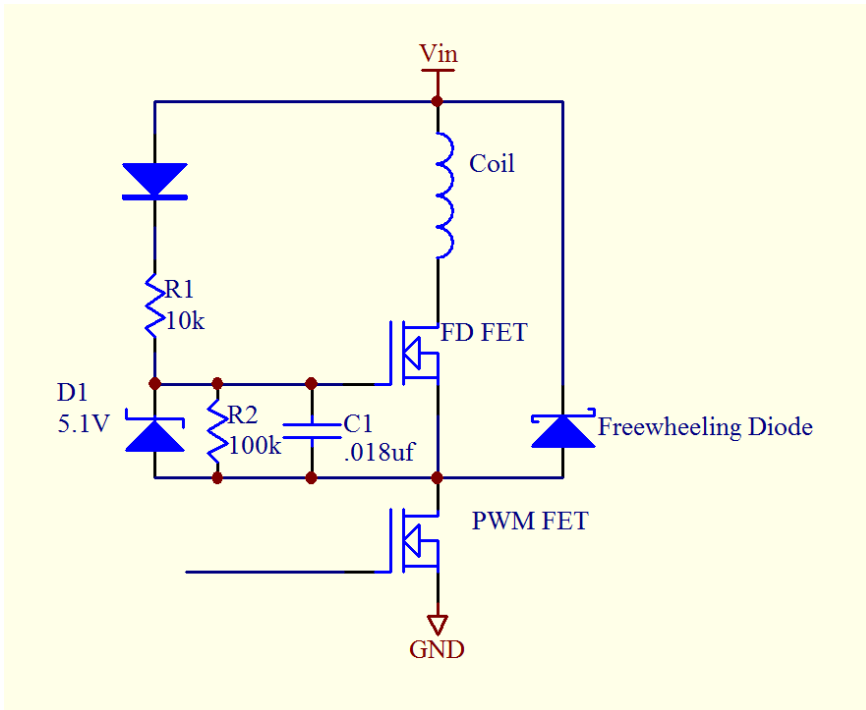 Vin
Coil
R1
10k
FD FET
D1
5.1V
R2
100k
C1
.018uf
Freewheeling Diode
PWM FET
GND